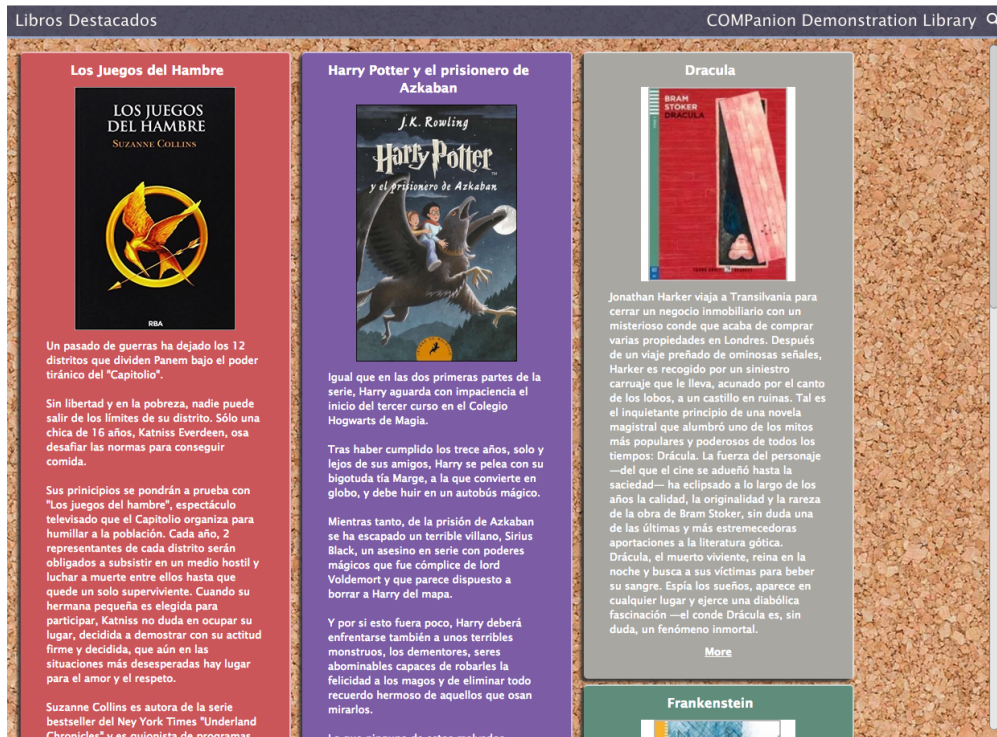 Libros Destacados
COMPanion Demonstration Library
Los Juegos del Hambre
LOS JUEGOS
DEL HAMBRE
SUZANNE COLLINS
RBA
Un pasado de guerras ha dejado los 12
distritos que dividen Panem bajo el poder
tiránico del "Capitolio".
Sin libertad y en la pobreza, nadie puede
salir de los límites de su distrito. Sólo una
chica de 16 años, Katniss Everdeen, osa
desafiar las normas para conseguir
comida.
Sus prinicipios se pondrán a prueba con
"Los juegos del hambre", espectáculo
televisado que el Capitolio organiza para
humillar a la población. Cada año, 2
representantes de cada distrito serán
obligados a subsistir en un medio hostil y
luchar a muerte entre ellos hasta que
quede un solo superviviente. Cuando su
hermana pequeña es elegida para
participar, Katniss no duda en ocupar su
lugar, decidida a demostrar con su actitud
firme y decidida, que aún en las
situaciones más desesperadas hay lugar
para el amor y el respeto.
Suzanne Collins es autora de la serie
bestseller del Ney York Times "Underland
Chronicles" y es guionista de programas
Harry Potter y el prisionero de
Azkaban
J.K. Rowling
Harry Potter
y el prisionero de Azkaban
Igual que en las dos primeras partes de la
serie, Harry aguarda con impaciencia el
inicio del tercer curso en el Colegio
Hogwarts de Magia.
Tras haber cumplido los trece años, solo y
lejos de sus amigos, Harry se pelea con su
bigotuda tía Marge, a la que convierte en
globo, y debe huir en un autobús mágico.
Mientras tanto, de la prisión de Azkaban
se ha escapado un terrible villano, Sirius
Black, un asesino en serie con poderes
mágicos que fue cómplice de lord
Voldemort y que parece dispuesto a
borrar a Harry del mapa.
Y por si esto fuera poco, Harry deberá
enfrentarse también a unos terribles
monstruos, los dementores, seres
abominables capaces de robarles la
felicidad a los magos y de eliminar todo
recuerdo hermoso de aquellos que osan
mirarlos.
Lo que ninguno de estos malvados
Dracula
BRAM
STOKER
DRACULA
Jonathan Harker viaja a Transilvania para
cerrar un negocio inmobiliario con un
misterioso conde que acaba de comprar
varias propiedades en Londres. Después
de un viaje preñado de ominosas señales,
Harker es recogido por un siniestro
carruaje que le lleva, acunado por el canto
de los lobos, a un castillo en ruinas. Tal es
el inquietante principio de una novela
magistral que alumbró uno de los mitos
más populares y poderosos de todos los
tiempos: Drácula. La fuerza del personaje
—del que el cine se adueñó hasta la
saciedad— ha eclipsado a lo largo de los
años la calidad, la originalidad y la rareza
de la obra de Bram Stoker, sin duda una
de las últimas y más estremecedoras
aportaciones a la literatura gótica.
Drácula, el muerto viviente, reina en la
noche y busca a sus víctimas para beber
su sangre. Espía los sueños, aparece en
cualquier lugar y ejerce una diabólica
fascinación —el conde Drácula es, sin
duda, un fenómeno inmortal.
More
Frankenstein